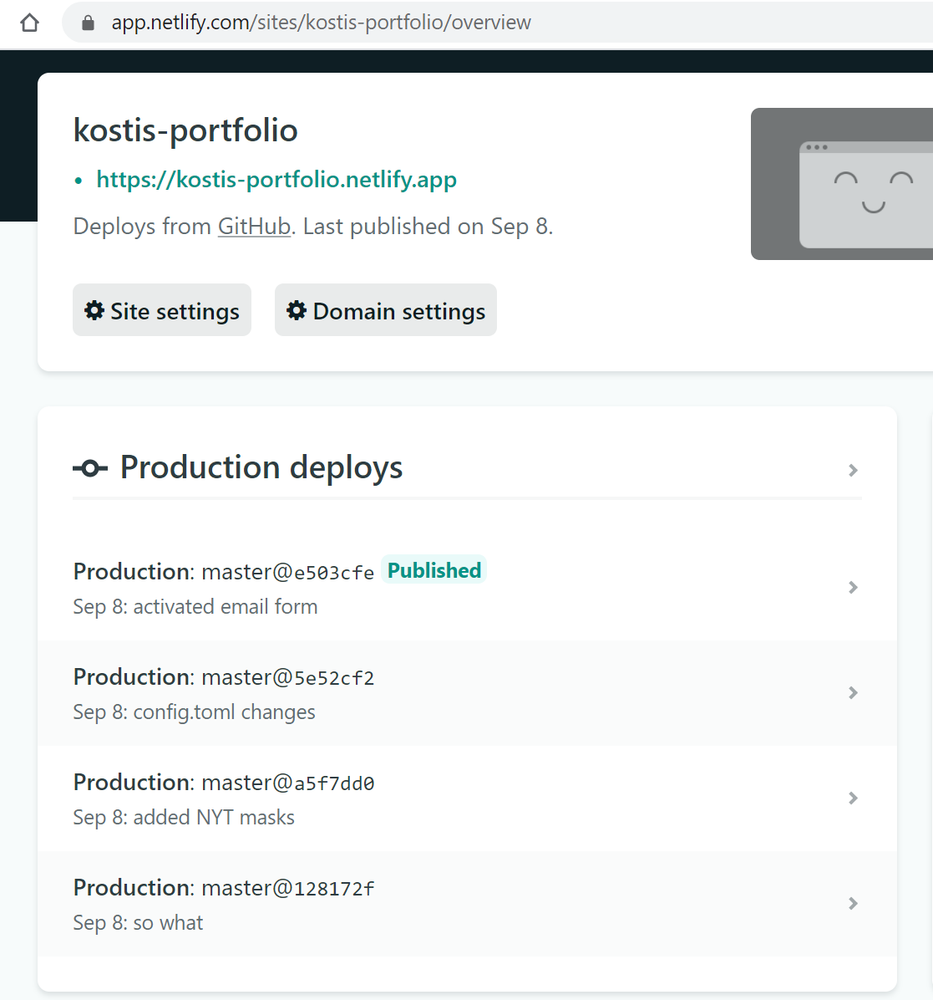 app.netlify.com/sites/kostis-portfolio/overview
kostis-portfolio
• https://kostis-portfolio.netlify.app
Deploys from GitHub. Last published on Sep 8.
Site settings Domain settings
Production deploys
Production: master@e503cfe Published
Sep 8: activated email form
Production: master@5e52cf2
Sep 8: config.toml changes
Production: master@a5f7dd0
Sep 8: added NYT masks
Production: master@128172f
Sep 8: so what